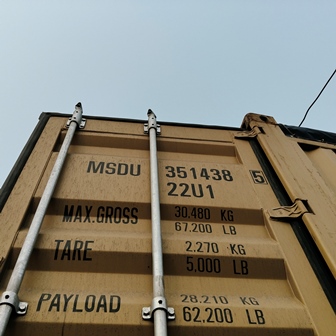 MSDU 351438 5
22U1
MAX.GROSS 30.480 KG
67.200 LB
TARE 2.270 KG
5.000 LB
PAYLOAD 28.210 KG
62.200 LB